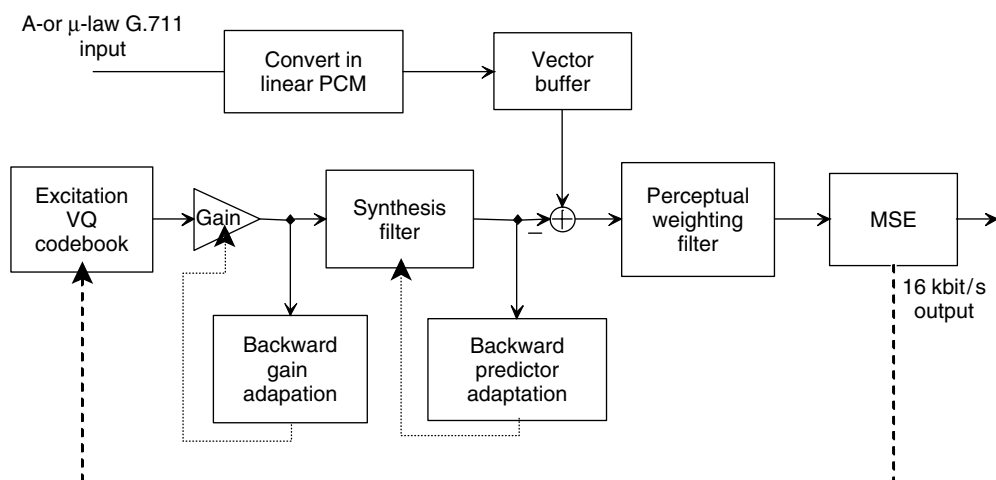 A-or μ-law G.711
input
Convert in
linear PCM
Vector
buffer
Excitation
VQ
codebook
Gain
Synthesis
filter
–
Perceptual
weighting
filter
MSE
16 kbit/s
output
Backward
gain
adapation
Backward
predictor
adaptation